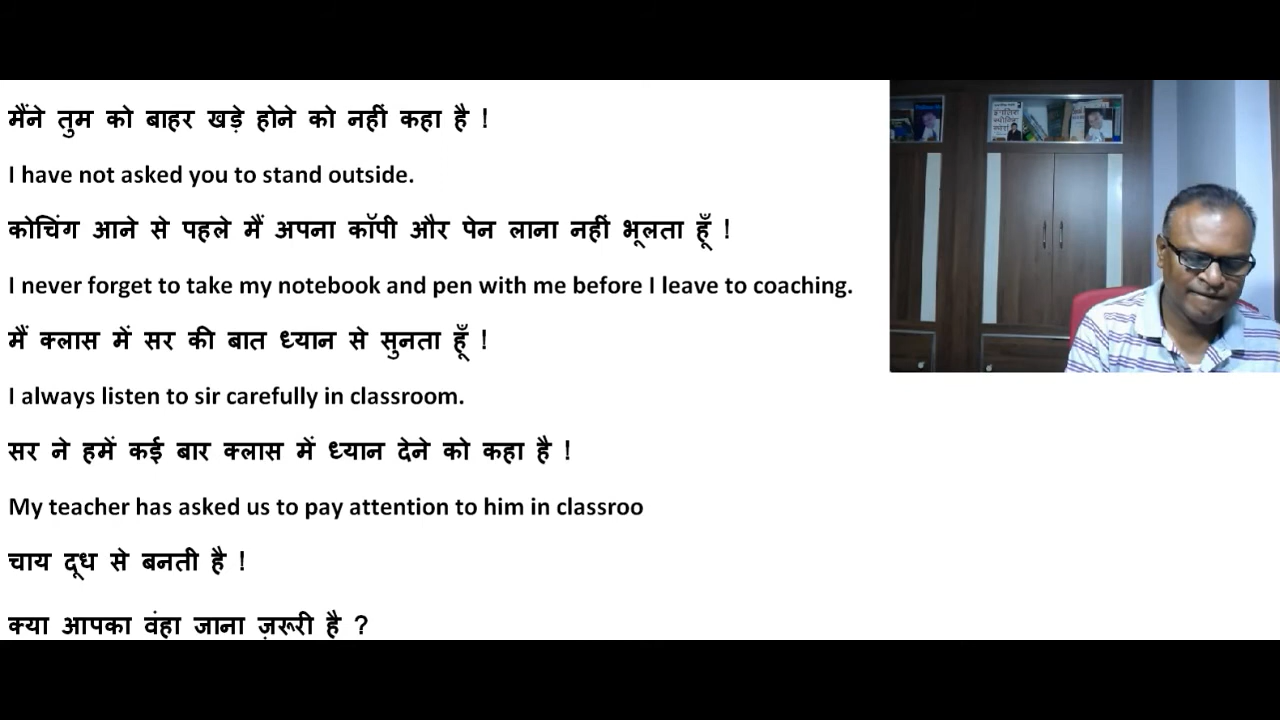 मैंने तुम को बाहर खड़े होने को नहीं कहा है !
I have not asked you to stand outside.
कोचिंग आने से पहले मैं अपना कॉपी और पेन लाना नहीं भूलता हूँ !
I never forget to take my notebook and pen with me before I leave to coaching.
मैं क्लास में सर की बात ध्यान से सुनता हूँ !
I always listen to sir carefully in classroom.
सर ने हमें कई बार क्लास में ध्यान देने को कहा है !
My teacher has asked us to pay attention to him in classroo
चाय दूध से बनती है !
क्या आपका वंहा जाना ज़रूरी है ?